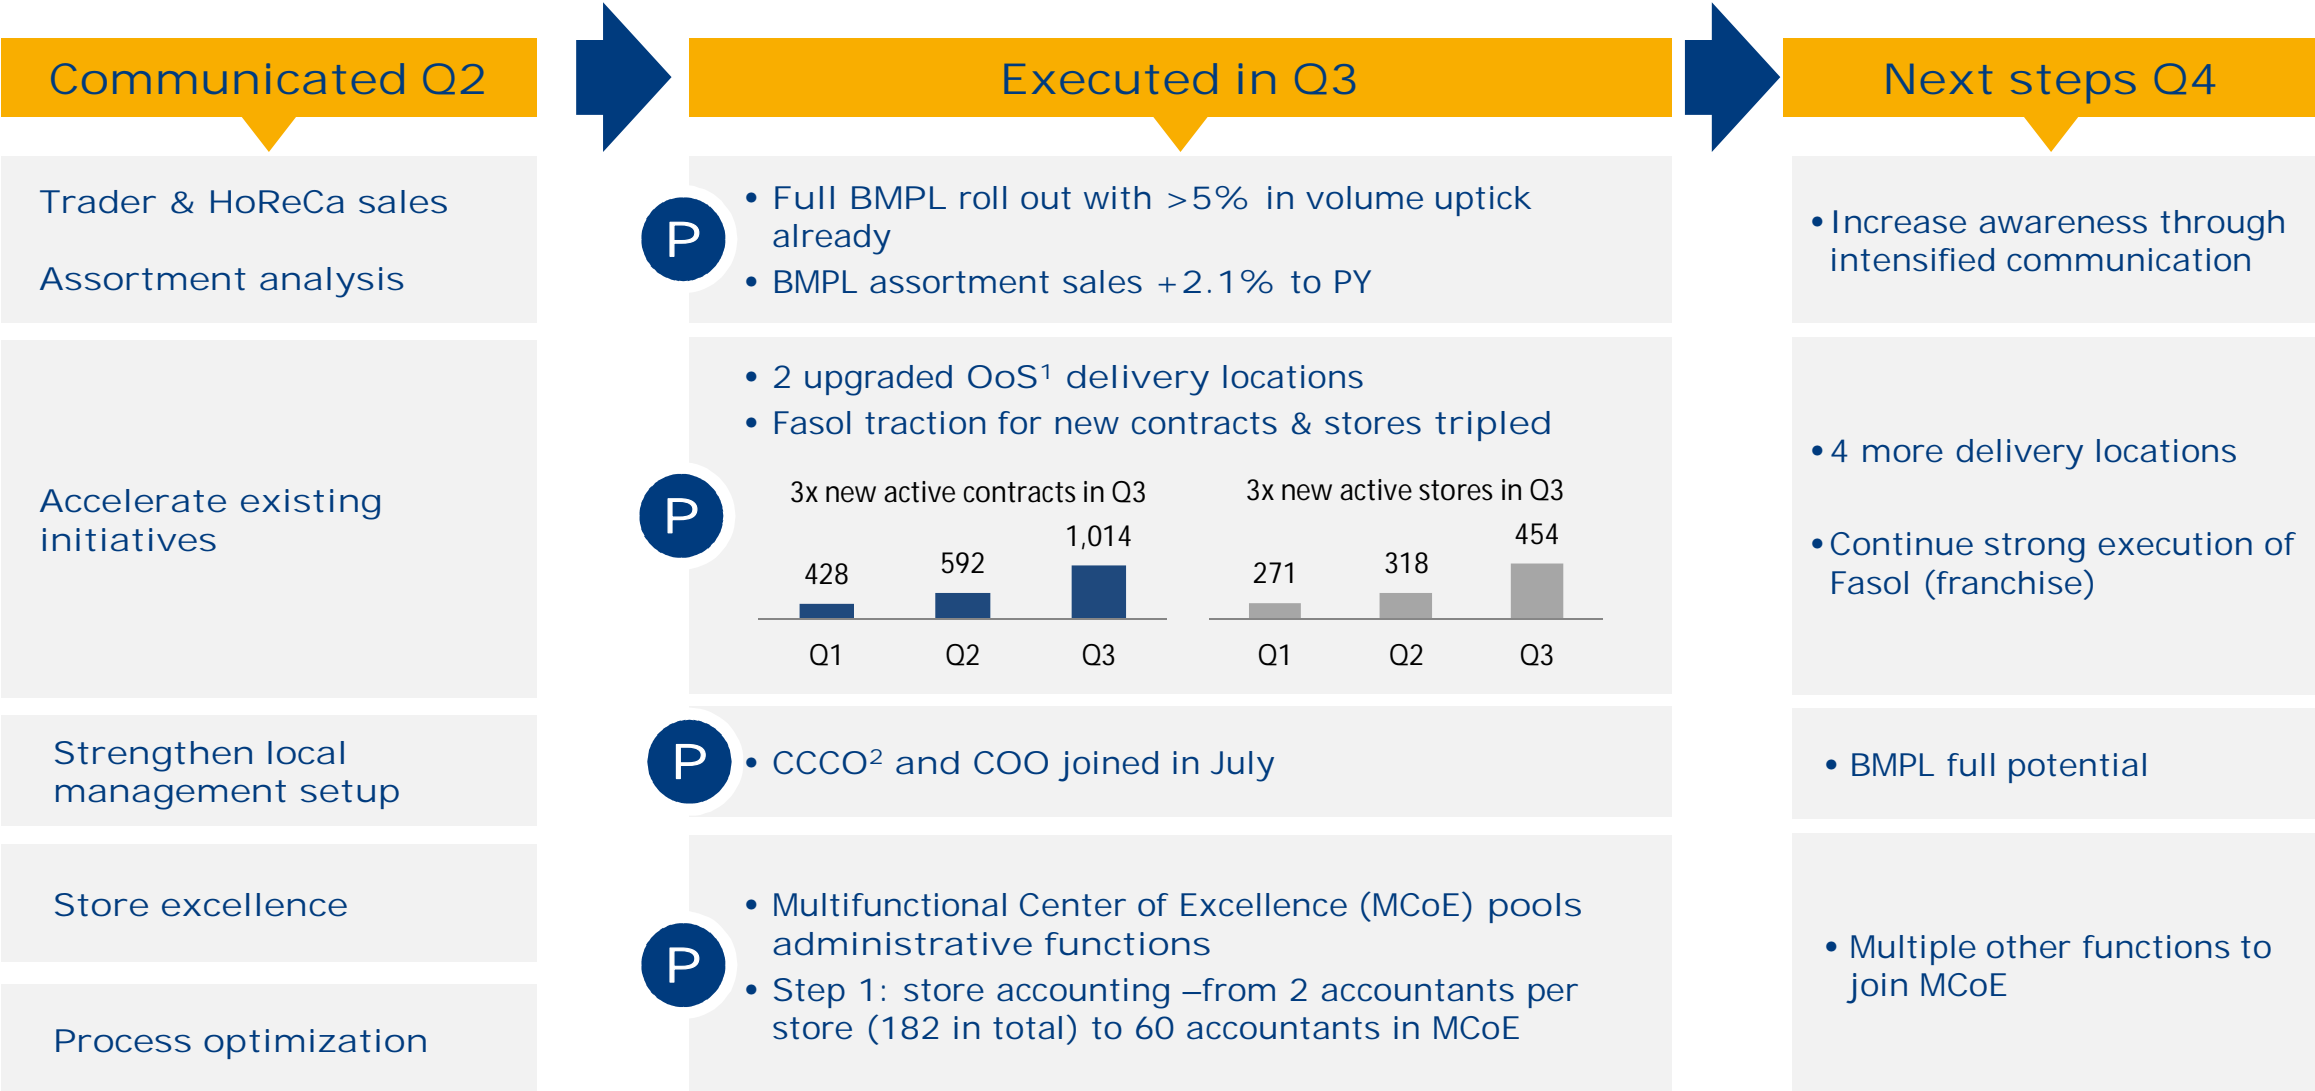 Communicated Q2
Executed in Q3
Next steps Q4
Trader & HoReCa sales
Assortment analysis
P
• Full BMPL roll out with >5% in volume uptick
already
• BMPL assortment sales +2.1% to PY
• Increase awareness through
intensified communication
Accelerate existing
initiatives
P
• 2 upgraded OoS¹ delivery locations
• Fasol traction for new contracts & stores tripled
3x new active contracts in Q3
428
592
1,014
Q1
Q2
Q3
3x new active stores in Q3
271
318
454
Q1
Q2
Q3
• 4 more delivery locations
• Continue strong execution of
Fasol (franchise)
Strengthen local
management setup
P
• CCCO² and COO joined in July
• BMPL full potential
Store excellence
Process optimization
P
• Multifunctional Center of Excellence (MCoE) pools
administrative functions
• Step 1: store accounting –from 2 accountants per
store (182 in total) to 60 accountants in MCoE
• Multiple other functions to
join MCoE